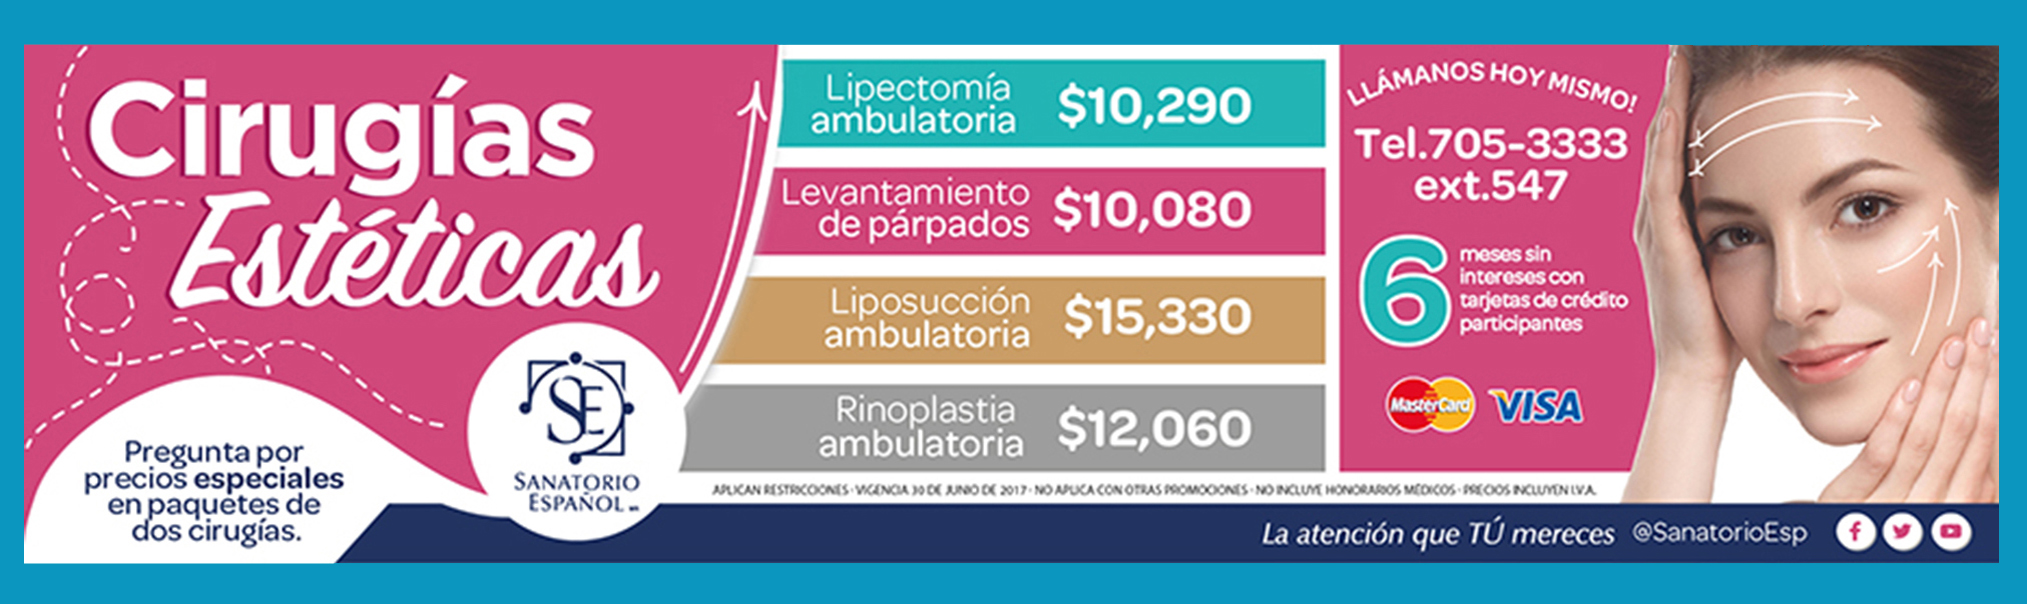 Cirugías
Estéticas
Pregunta por
precios especiales
en paquetes de
dos cirugías.
SE
SANATORIO
ESPAÑOL
Lipectomía
ambulatoria $10,290
Levantamiento
de párpados $10,080
Liposucción
ambulatoria $15,330
Rinoplastia
ambulatoria $12,060
LLÁMANOS HOY MISMO!
Tel.705-3333
ext.547
6 meses sin
intereses con
tarjetas de crédito
participantes
MasterCard VISA
APLICAN RESTRICCIONES · VIGENCIA 30 DE JUNIO DE 2017 · NO APLICA CON OTRAS PROMOCIONES · NO INCLUYE HONORARIOS MÉDICOS · PRECIOS INCLUYEN I.V.A.
La atención que TÚ mereces @SanatorioEsp